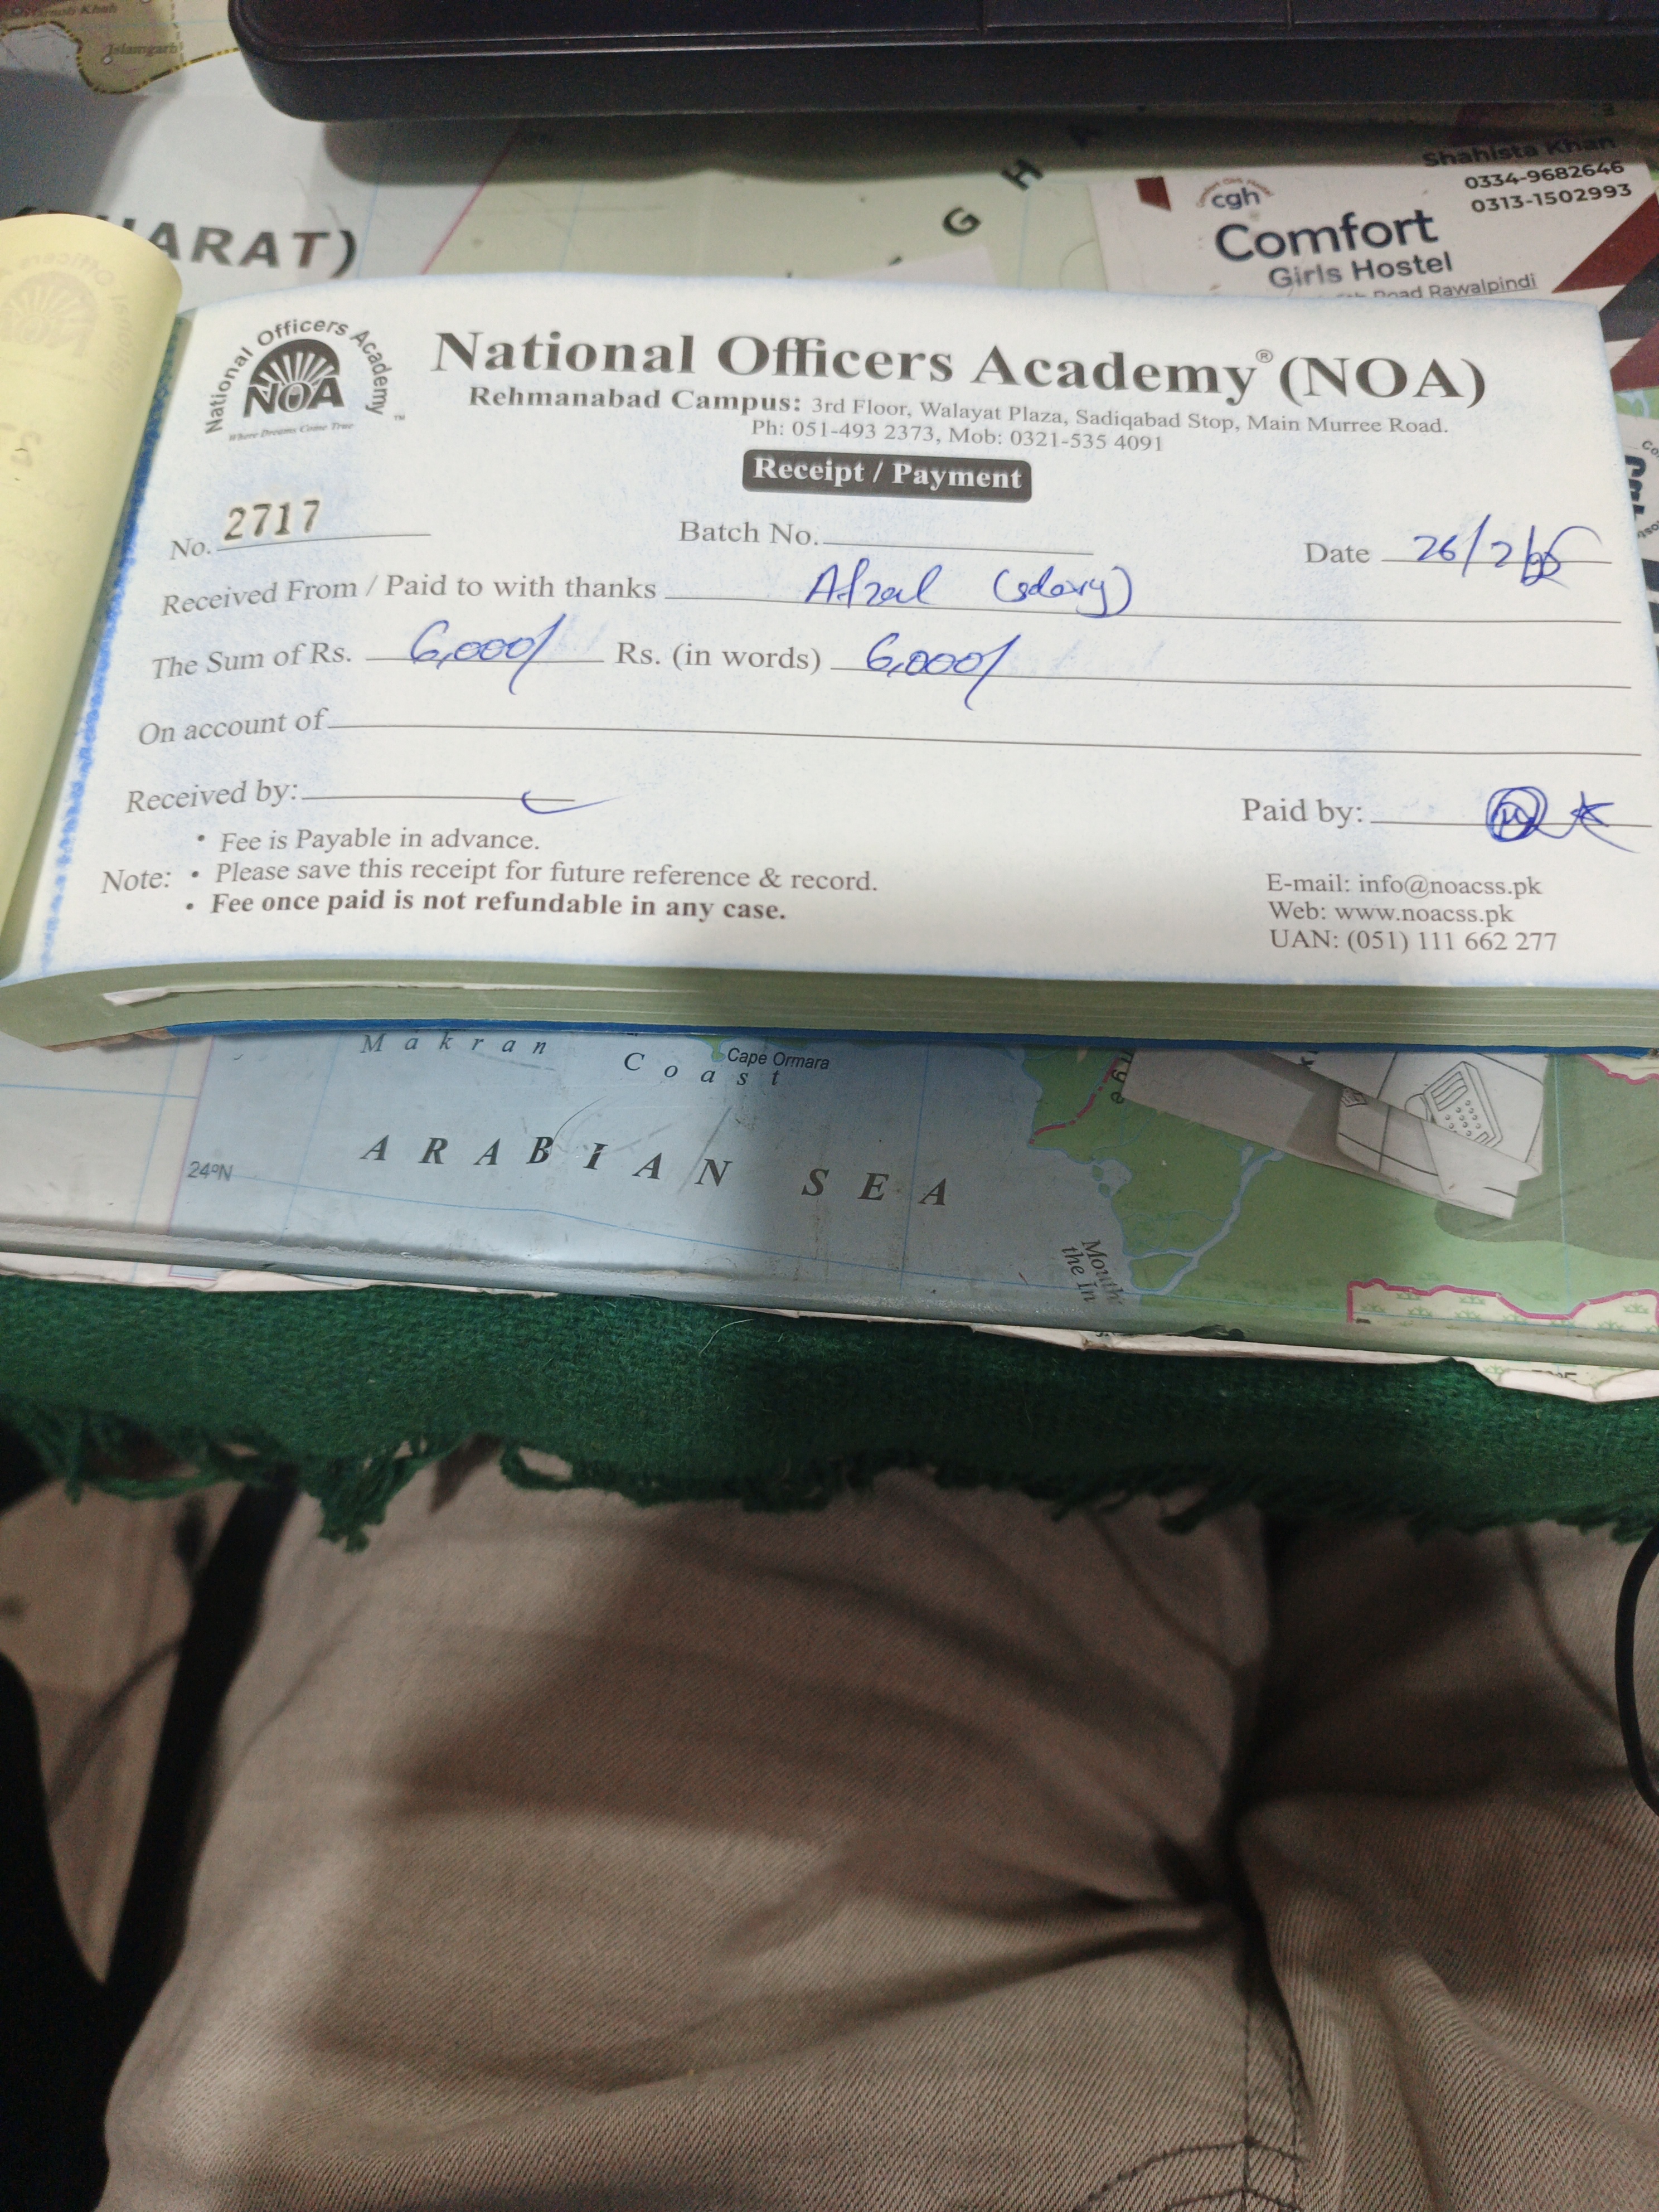 Islamgarh
ARAT)
G H A
Shahista Khan
0334-9682646
0313-1502993
cgh
Comfort
Girls Hostel
Road Rawalpindi
National Officers Academy
NOA
Where Dreams Come True
National Officers Academy® (NOA)
Rehmanabad Campus: 3rd Floor, Walayat Plaza, Sadiqabad Stop, Main Murree Road.
Ph: 051-493 2373, Mob: 0321-535 4091
Receipt / Payment
No. 2717 Batch No. Date 26/2/25
Received From / Paid to with thanks Afzal (salary)
The Sum of Rs. 6,000/ Rs. (in words) 6,000/
On account of
Received by: Paid by:
• Fee is Payable in advance.
Note: • Please save this receipt for future reference & record.
• Fee once paid is not refundable in any case.
E-mail: info@noacss.pk
Web: www.noacss.pk
UAN: (051) 111 662 277
Makran
Coast
Cape Ormara
24°N
ARABIAN SEA
Mouth
the In